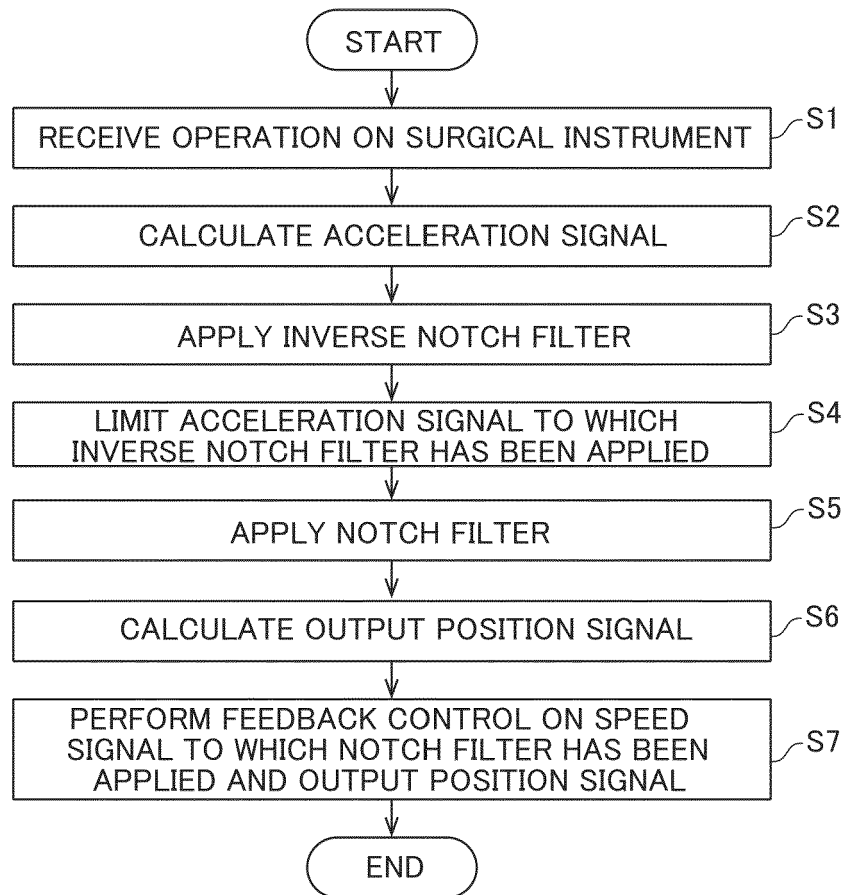 START
RECEIVE OPERATION ON SURGICAL INSTRUMENT
S1
CALCULATE ACCELERATION SIGNAL
S2
APPLY INVERSE NOTCH FILTER
S3
LIMIT ACCELERATION SIGNAL TO WHICH
INVERSE NOTCH FILTER HAS BEEN APPLIED
S4
APPLY NOTCH FILTER
S5
CALCULATE OUTPUT POSITION SIGNAL
S6
PERFORM FEEDBACK CONTROL ON SPEED
SIGNAL TO WHICH NOTCH FILTER HAS BEEN
APPLIED AND OUTPUT POSITION SIGNAL
S7
END